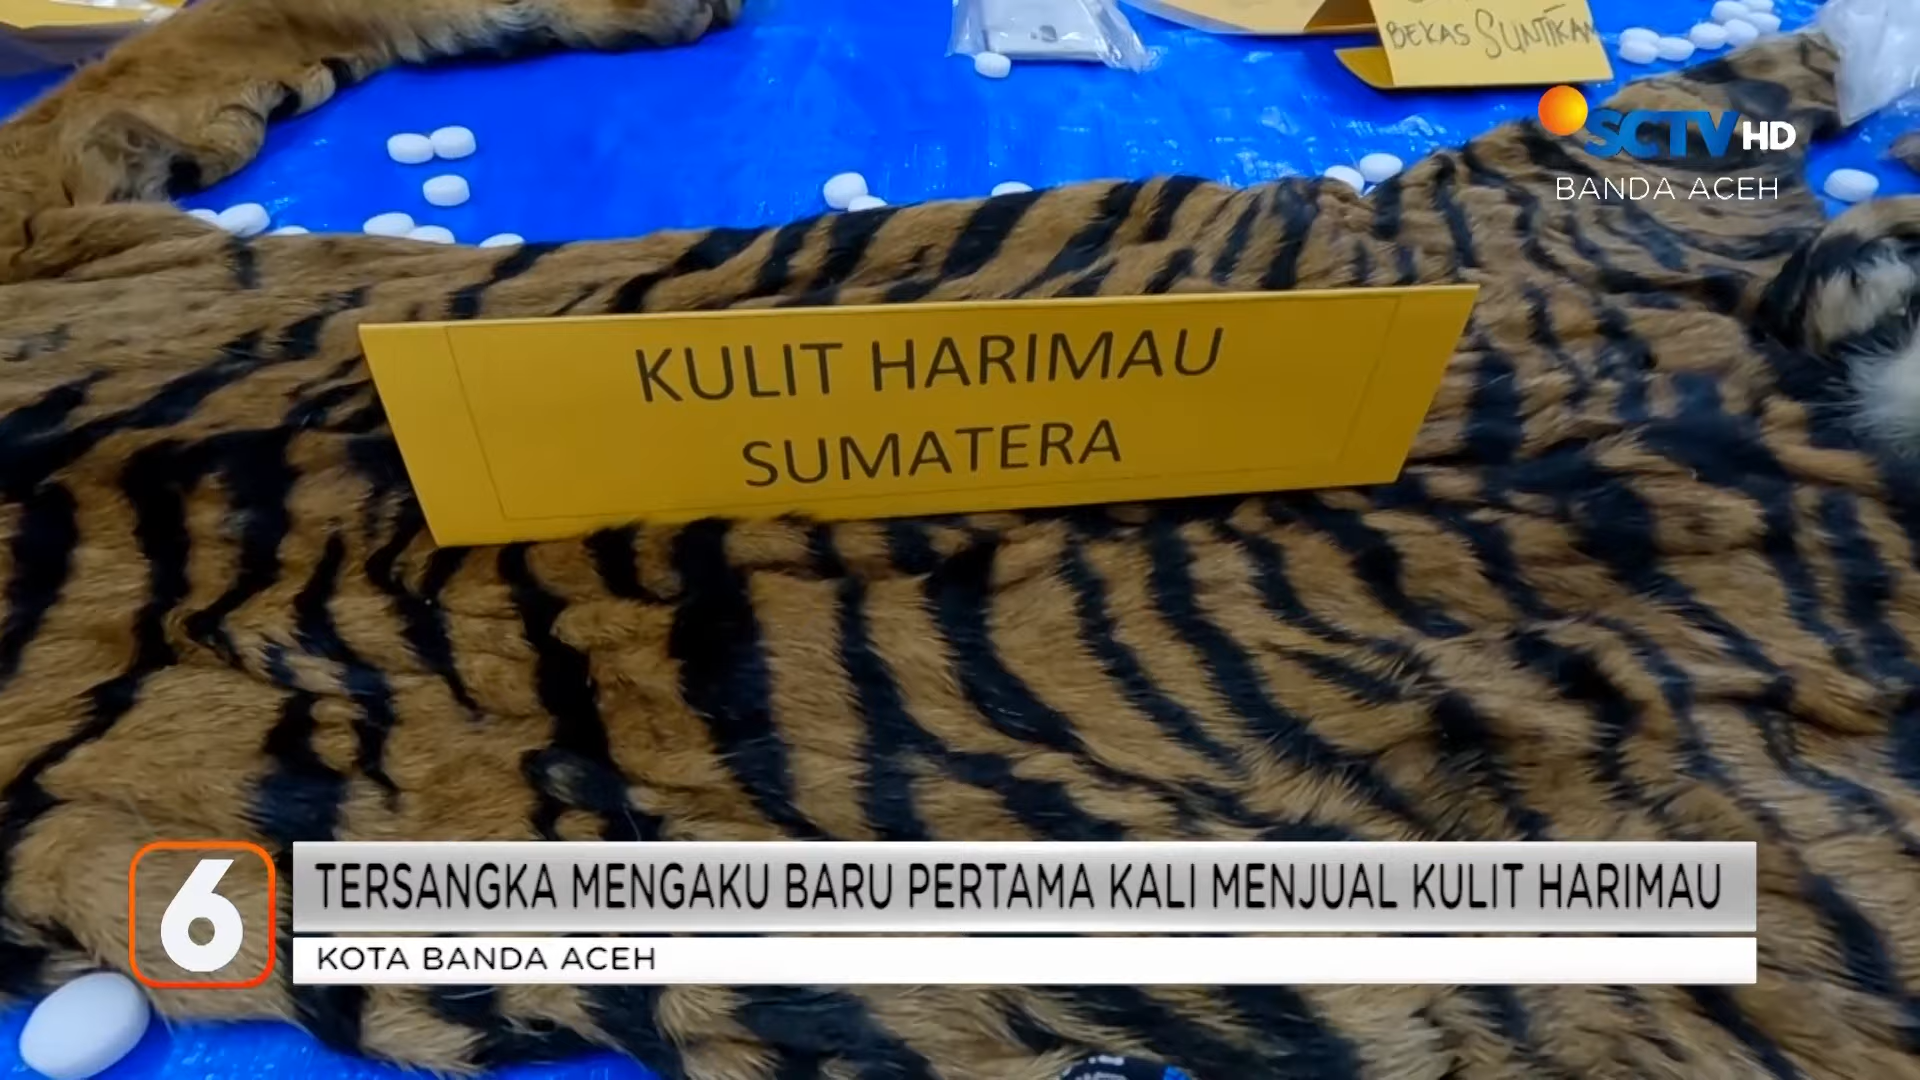 BEKAS SUNTIKAN
SCTV HD
BANDA ACEH
KULIT HARIMAU
SUMATERA
6
TERSANGKA MENGAKU BARU PERTAMA KALI MENJUAL KULIT HARIMAU
KOTA BANDA ACEH